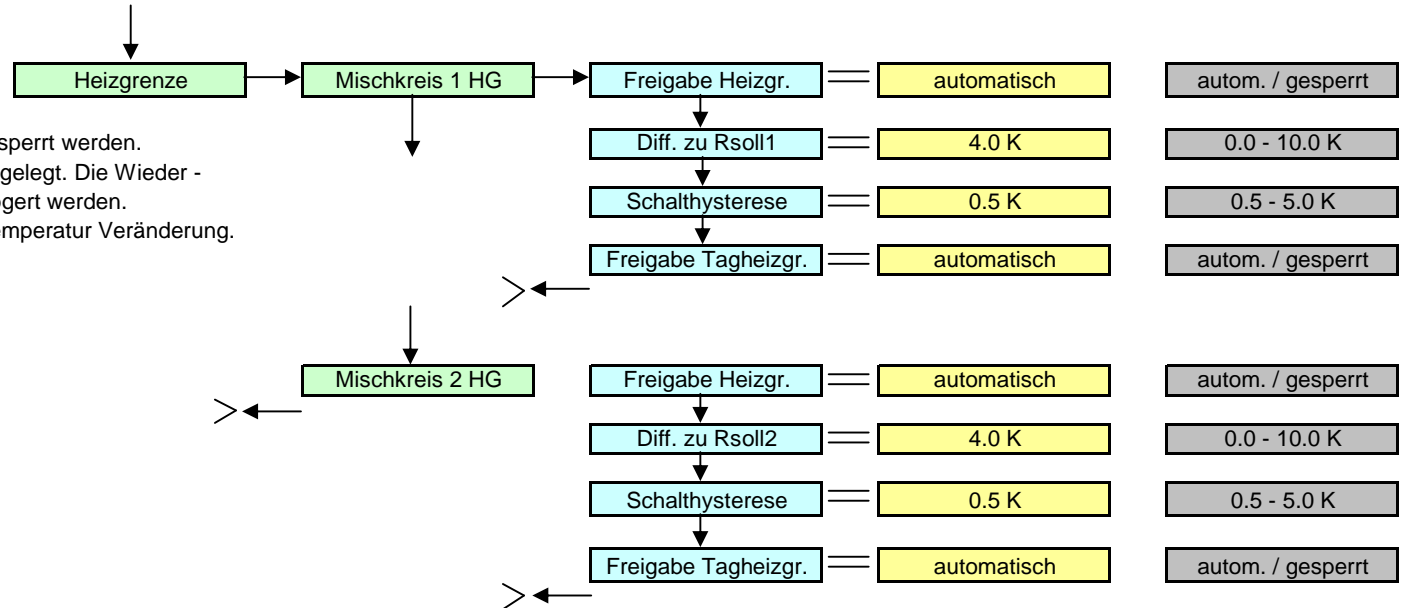 Heizgrenze Mischkreis 1 HG Freigabe Heizgr. automatisch autom. / gesperrt
sperrt werden. Diff. zu Rsoll1 4.0 K 0.0 - 10.0 K
gelegt. Die Wieder -
gert werden. Schalthysterese 0.5 K 0.5 - 5.0 K
emperatur Veränderung.
Freigabe Tagheizgr. automatisch autom. / gesperrt
Mischkreis 2 HG Freigabe Heizgr. automatisch autom. / gesperrt
Diff. zu Rsoll2 4.0 K 0.0 - 10.0 K
Schalthysterese 0.5 K 0.5 - 5.0 K
Freigabe Tagheizgr. automatisch autom. / gesperrt